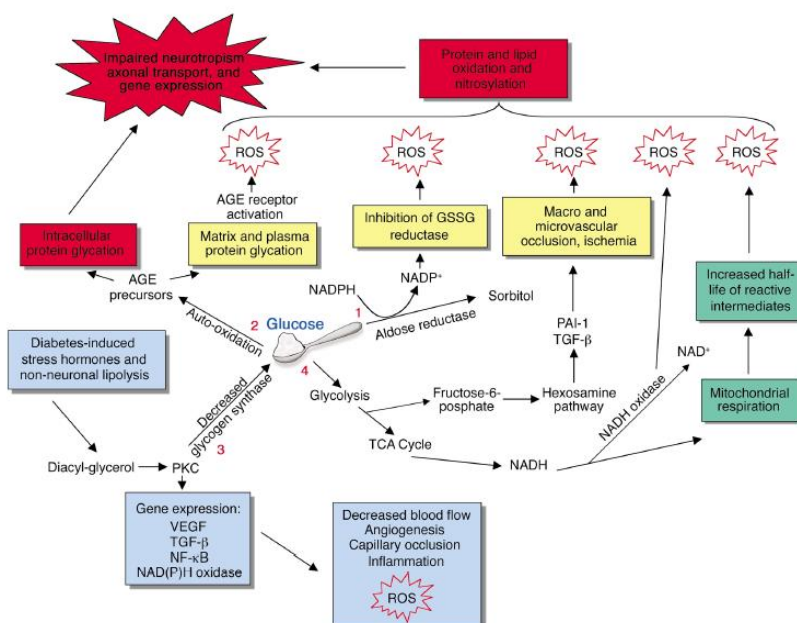 Impaired neurotropism
axonal transport, and
gene expression
Protein and lipid
oxidation and
nitrosylation
ROS
ROS
ROS
ROS
ROS
AGE receptor
activation
Intracellular
protein glycation
Matrix and plasma
protein glycation
Inhibition of GSSG
reductase
Macro and
microvascular
occlusion, ischemia
Increased half-
life of reactive
intermediates
AGE
precursors
NADPH
NADP+
Sorbitol
Aldose reductase
1
2
Glucose
Auto-oxidation
4
PAI-1
TGF-β
NAD+
Diabetes-induced
stress hormones and
non-neuronal lipolysis
Decreased
glycogen synthase
3
Glycolysis
Fructose-6-
posphate
Hexosamine
pathway
NADH oxidase
Mitochondrial
respiration
TCA Cycle
NADH
Diacyl-glycerol
PKC
Gene expression:
VEGF
TGF-β
NF-κB
NAD(P)H oxidase
Decreased blood flow
Angiogenesis
Capillary occlusion
Inflammation
ROS